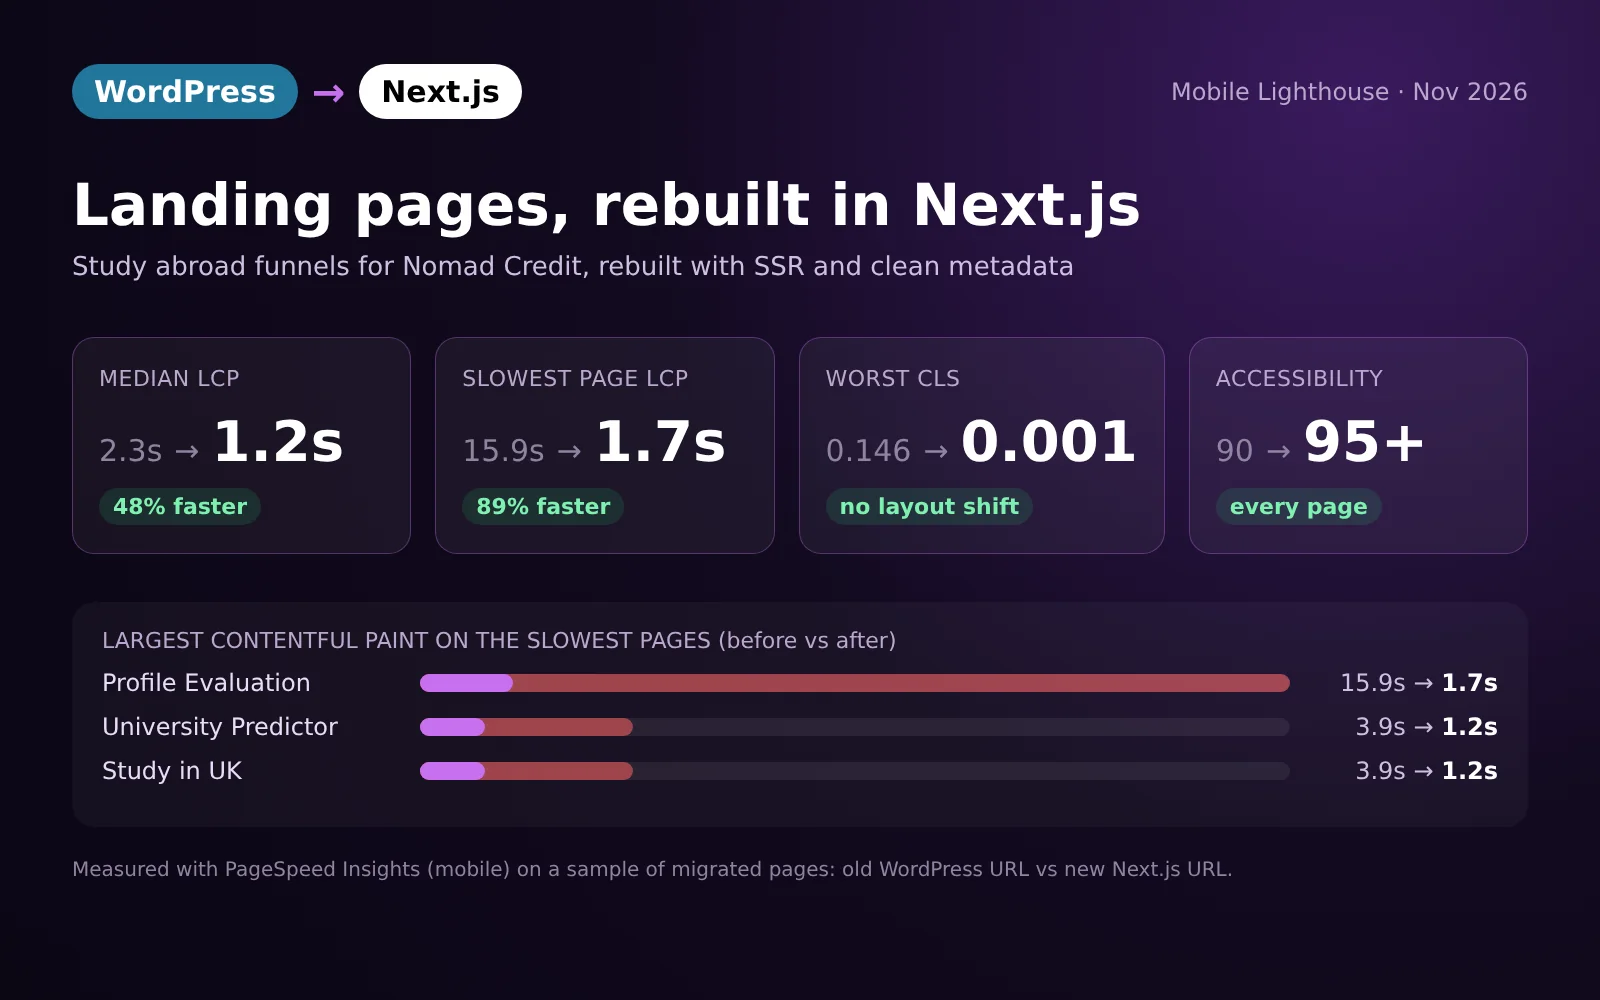 WordPress → Next.js
Mobile Lighthouse · Nov 2026
Landing pages, rebuilt in Next.js
Study abroad funnels for Nomad Credit, rebuilt with SSR and clean metadata
MEDIAN LCP
2.3s → 1.2s
48% faster
SLOWEST PAGE LCP
15.9s → 1.7s
89% faster
WORST CLS
0.146 → 0.001
no layout shift
ACCESSIBILITY
90 → 95+
every page
LARGEST CONTENTFUL PAINT ON THE SLOWEST PAGES (before vs after)
Profile Evaluation 15.9s → 1.7s
University Predictor 3.9s → 1.2s
Study in UK 3.9s → 1.2s
Measured with PageSpeed Insights (mobile) on a sample of migrated pages: old WordPress URL vs new Next.js URL.